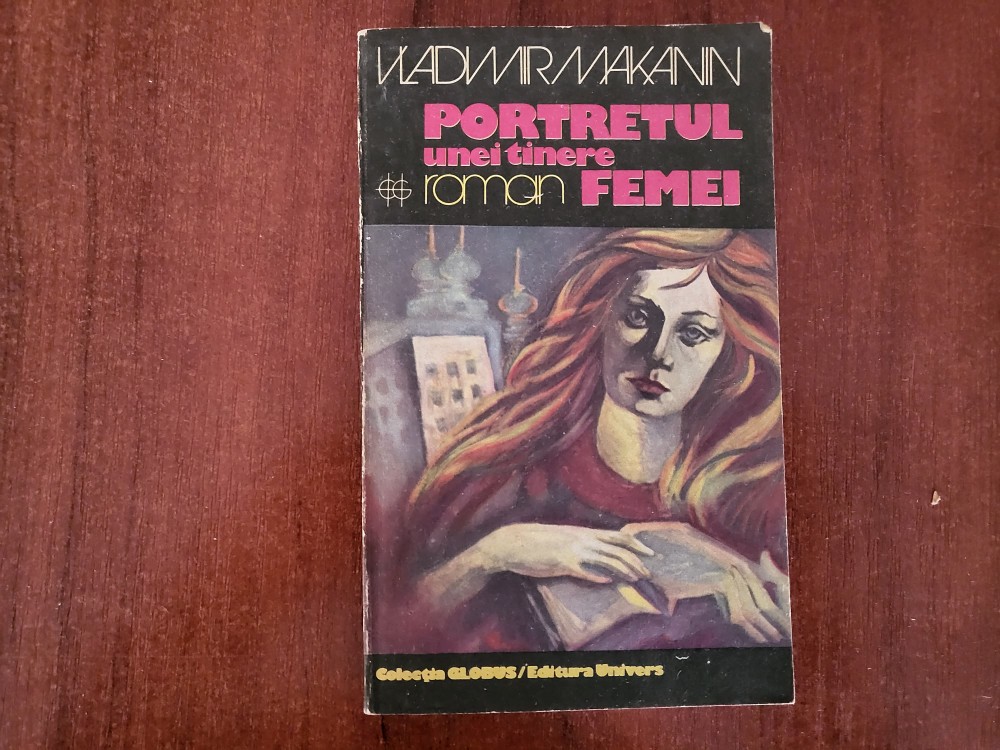 VLADIMIR MAKANIN
PORTRETUL
unei tinere
roman FEMEI
Colecția GLOBUS/Editura Univers